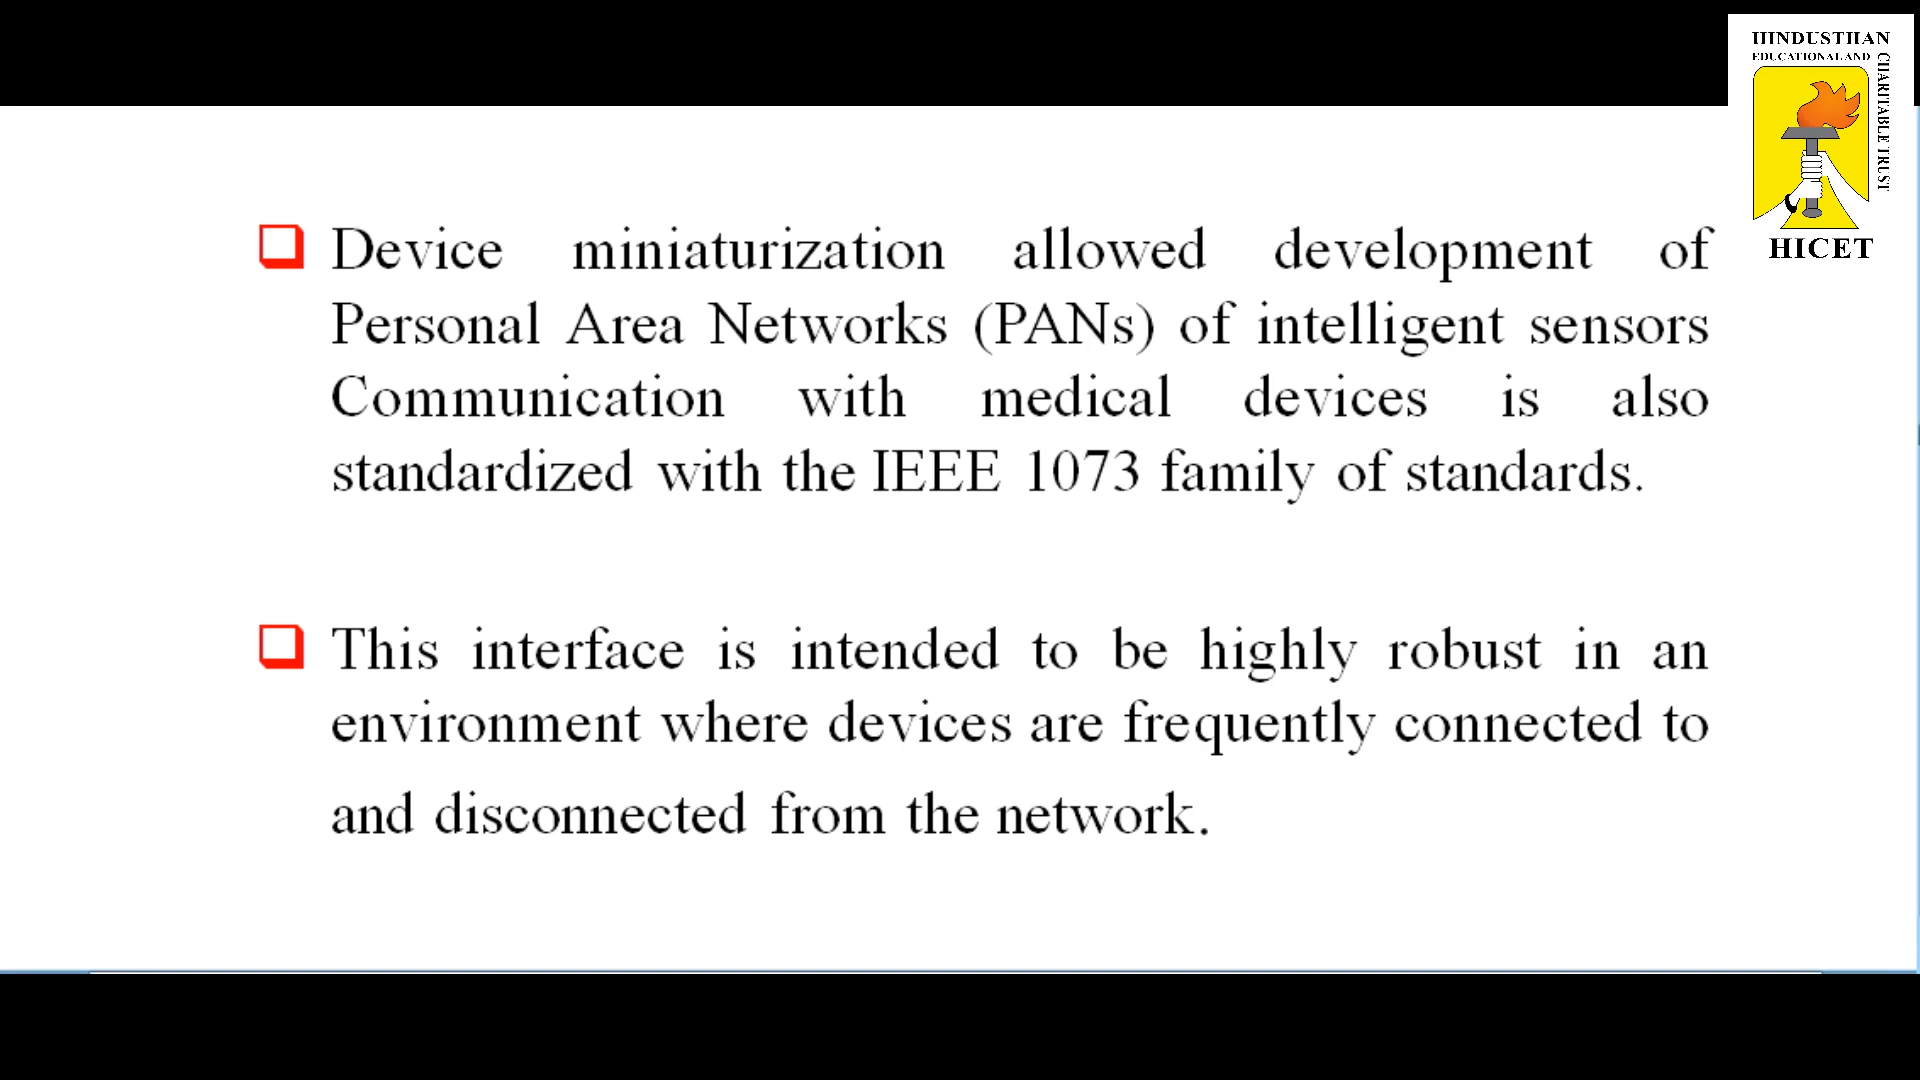 HINDUSTHAN
EDUCATIONAL AND
CHARITABLE TRUST
HICET
Device miniaturization allowed development of
Personal Area Networks (PANs) of intelligent sensors
Communication with medical devices is also
standardized with the IEEE 1073 family of standards.
This interface is intended to be highly robust in an
environment where devices are frequently connected to
and disconnected from the network.